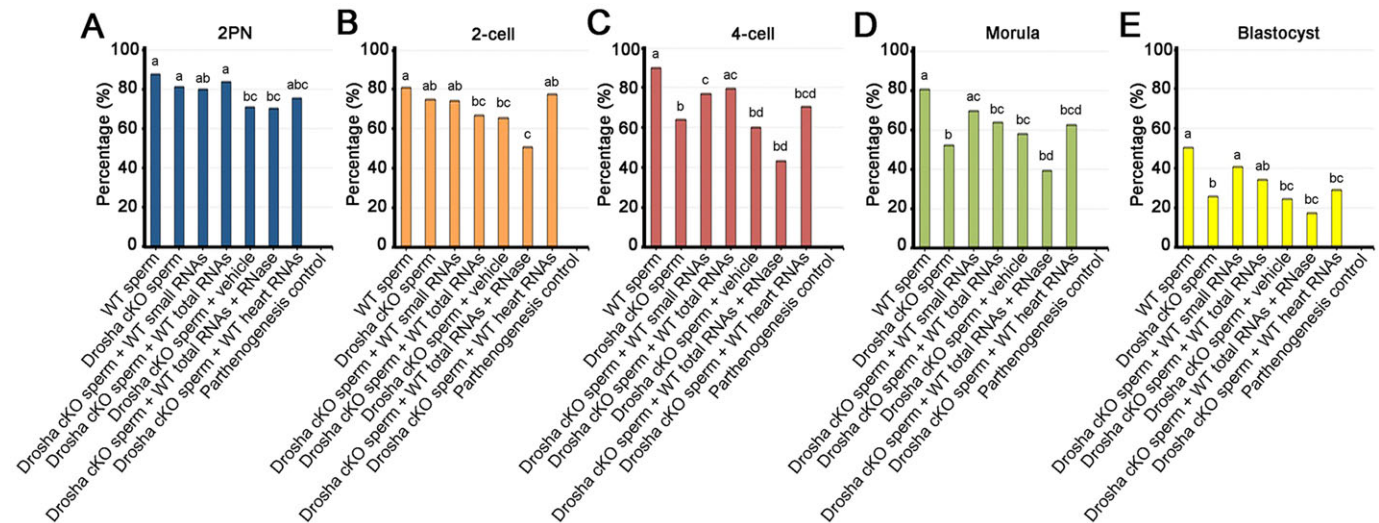 A
2PN
Percentage (%)
100
80
60
40
20
0
a
a
ab
a
bc
bc
abc
WT sperm
Drosha cKO sperm
Drosha cKO sperm + WT small RNAs
Drosha cKO sperm + WT total RNAs
Drosha cKO sperm + vehicle
Drosha cKO sperm + WT total RNAs + RNase
Drosha cKO sperm + WT heart RNAs
Parthenogenesis control
B
2-cell
Percentage (%)
100
80
60
40
20
0
a
ab
ab
bc
bc
c
ab
WT sperm
Drosha cKO sperm
Drosha cKO sperm + WT small RNAs
Drosha cKO sperm + WT total RNAs
Drosha cKO sperm + vehicle
Drosha cKO sperm + WT total RNAs + RNase
Drosha cKO sperm + WT heart RNAs
Parthenogenesis control
C
4-cell
Percentage (%)
100
80
60
40
20
0
a
b
c
ac
bd
bd
bcd
WT sperm
Drosha cKO sperm
Drosha cKO sperm + WT small RNAs
Drosha cKO sperm + WT total RNAs
Drosha cKO sperm + vehicle
Drosha cKO sperm + WT total RNAs + RNase
Drosha cKO sperm + WT heart RNAs
Parthenogenesis control
D
Morula
Percentage (%)
100
80
60
40
20
0
a
b
ac
bc
bc
bd
bcd
WT sperm
Drosha cKO sperm
Drosha cKO sperm + WT small RNAs
Drosha cKO sperm + WT total RNAs
Drosha cKO sperm + vehicle
Drosha cKO sperm + WT total RNAs + RNase
Drosha cKO sperm + WT heart RNAs
Parthenogenesis control
E
Blastocyst
Percentage (%)
100
80
60
40
20
0
a
b
a
ab
bc
bc
bc
WT sperm
Drosha cKO sperm
Drosha cKO sperm + WT small RNAs
Drosha cKO sperm + WT total RNAs
Drosha cKO sperm + vehicle
Drosha cKO sperm + WT total RNAs + RNase
Drosha cKO sperm + WT heart RNAs
Parthenogenesis control